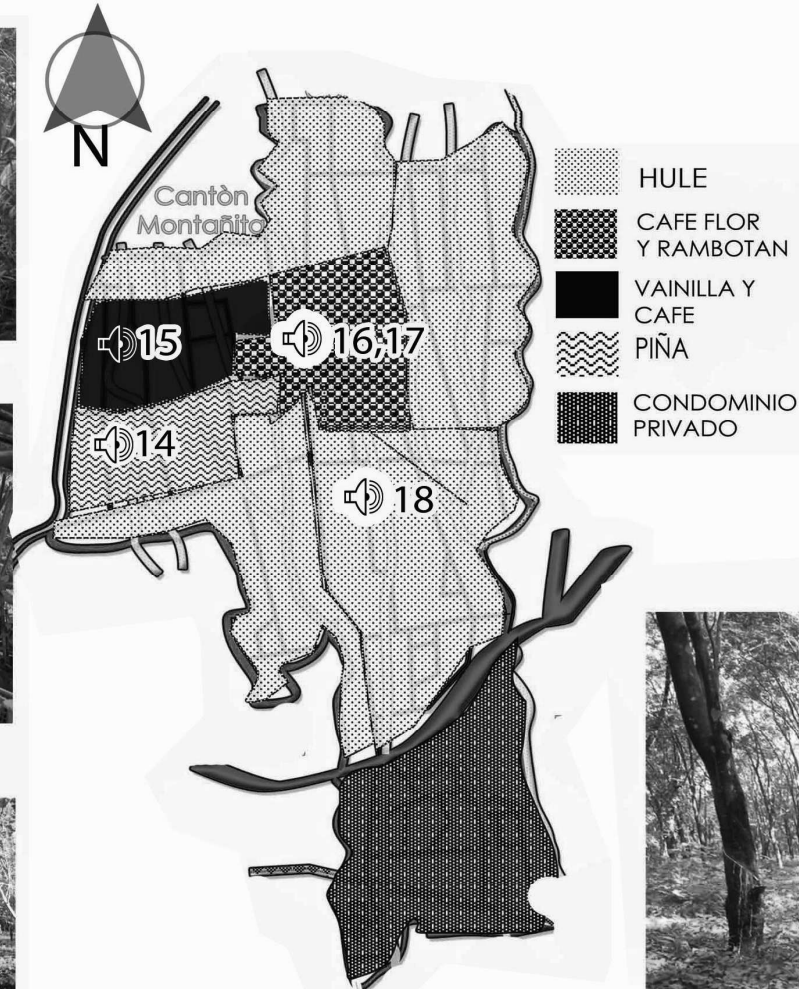 N
Cantòn
Montañita
HULE
CAFE FLOR
Y RAMBOTAN
VAINILLA Y
CAFE
PIÑA
CONDOMINIO
PRIVADO
15
16,17
14
18